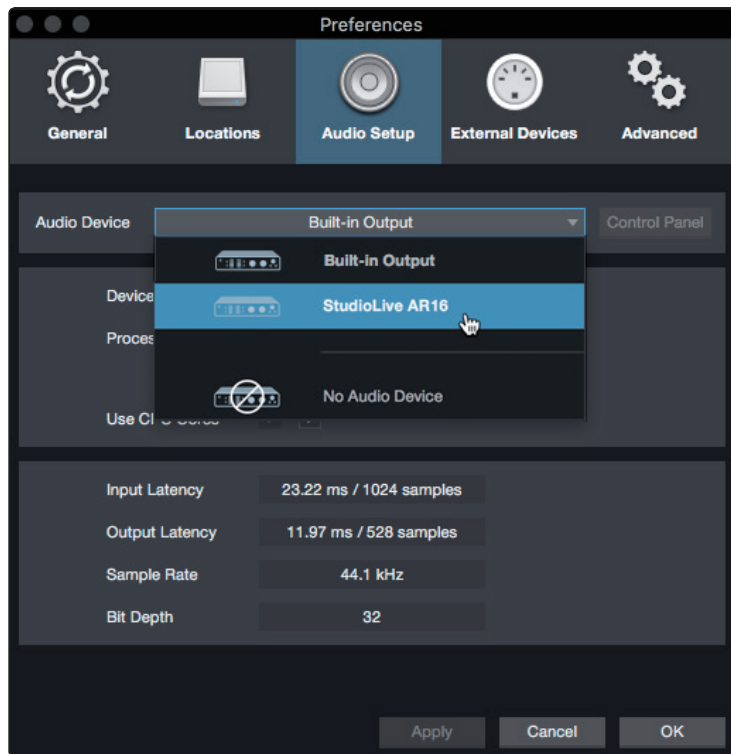 Preferences
General Locations Audio Setup External Devices Advanced
Audio Device Built-in Output Control Panel
Built-in Output
Device
StudioLive AR16
Proces
No Audio Device
Use
Input Latency 23.22 ms / 1024 samples
Output Latency 11.97 ms / 528 samples
Sample Rate 44.1 kHz
Bit Depth 32
Apply Cancel OK